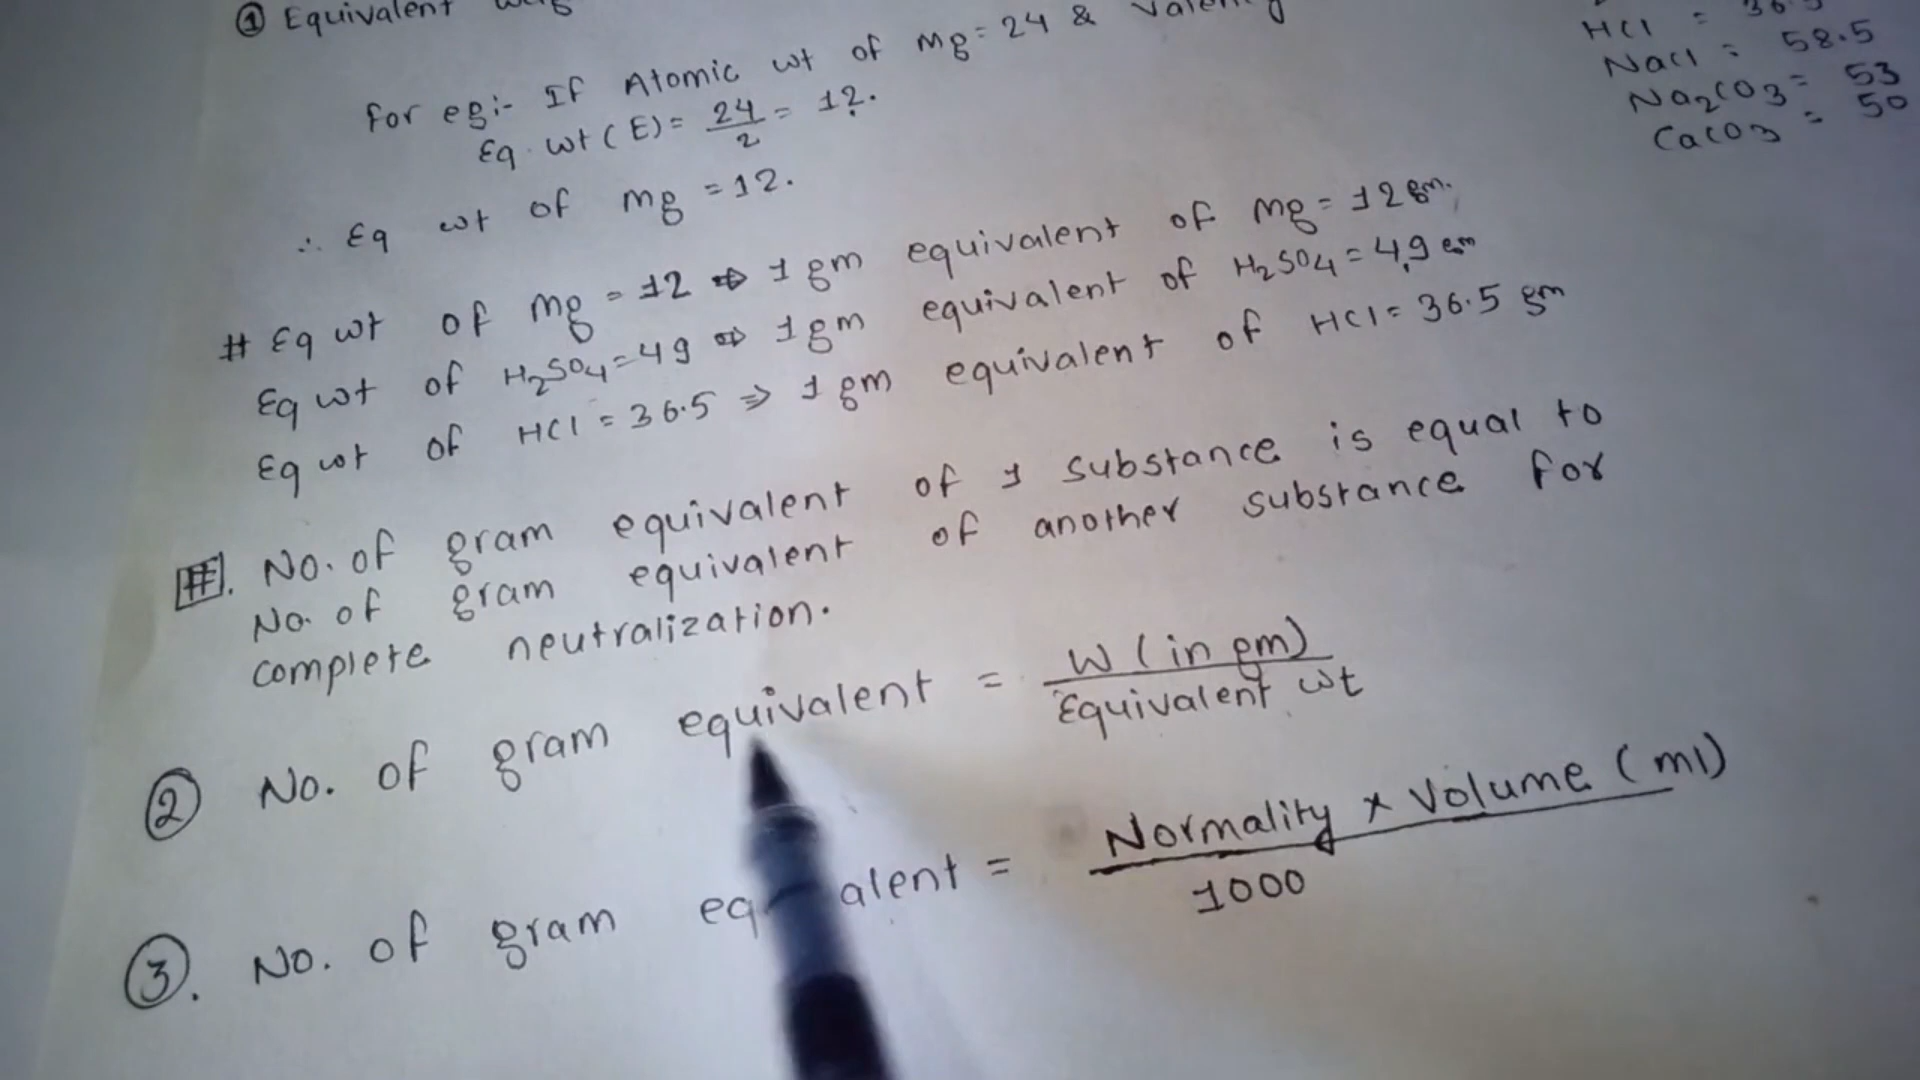 ① Equivalent
for eg:- If Atomic wt of mg = 24 &
Eq. wt (E) = 24/2 = 12.
∴ Eq wt of mg = 12.
# Eq wt of mg = 12 ⇒ 1 gm equivalent of mg = 12 gm.
Eq wt of H2SO4 = 49 ⇒ 1 gm equivalent of H2SO4 = 49 gm
Eq wt of HCl = 36.5 ⇒ 1 gm equivalent of HCl = 36.5 gm
#. No. of gram equivalent of 1 substance is equal to
No. of gram equivalent of another substance for
complete neutralization.
② No. of gram equivalent = W (in gm) / Equivalent wt
③. No. of gram eq alent = Normality x Volume (ml) / 1000
HCl =
NaCl = 58.5
Na2CO3 = 53
CaCO3 = 50